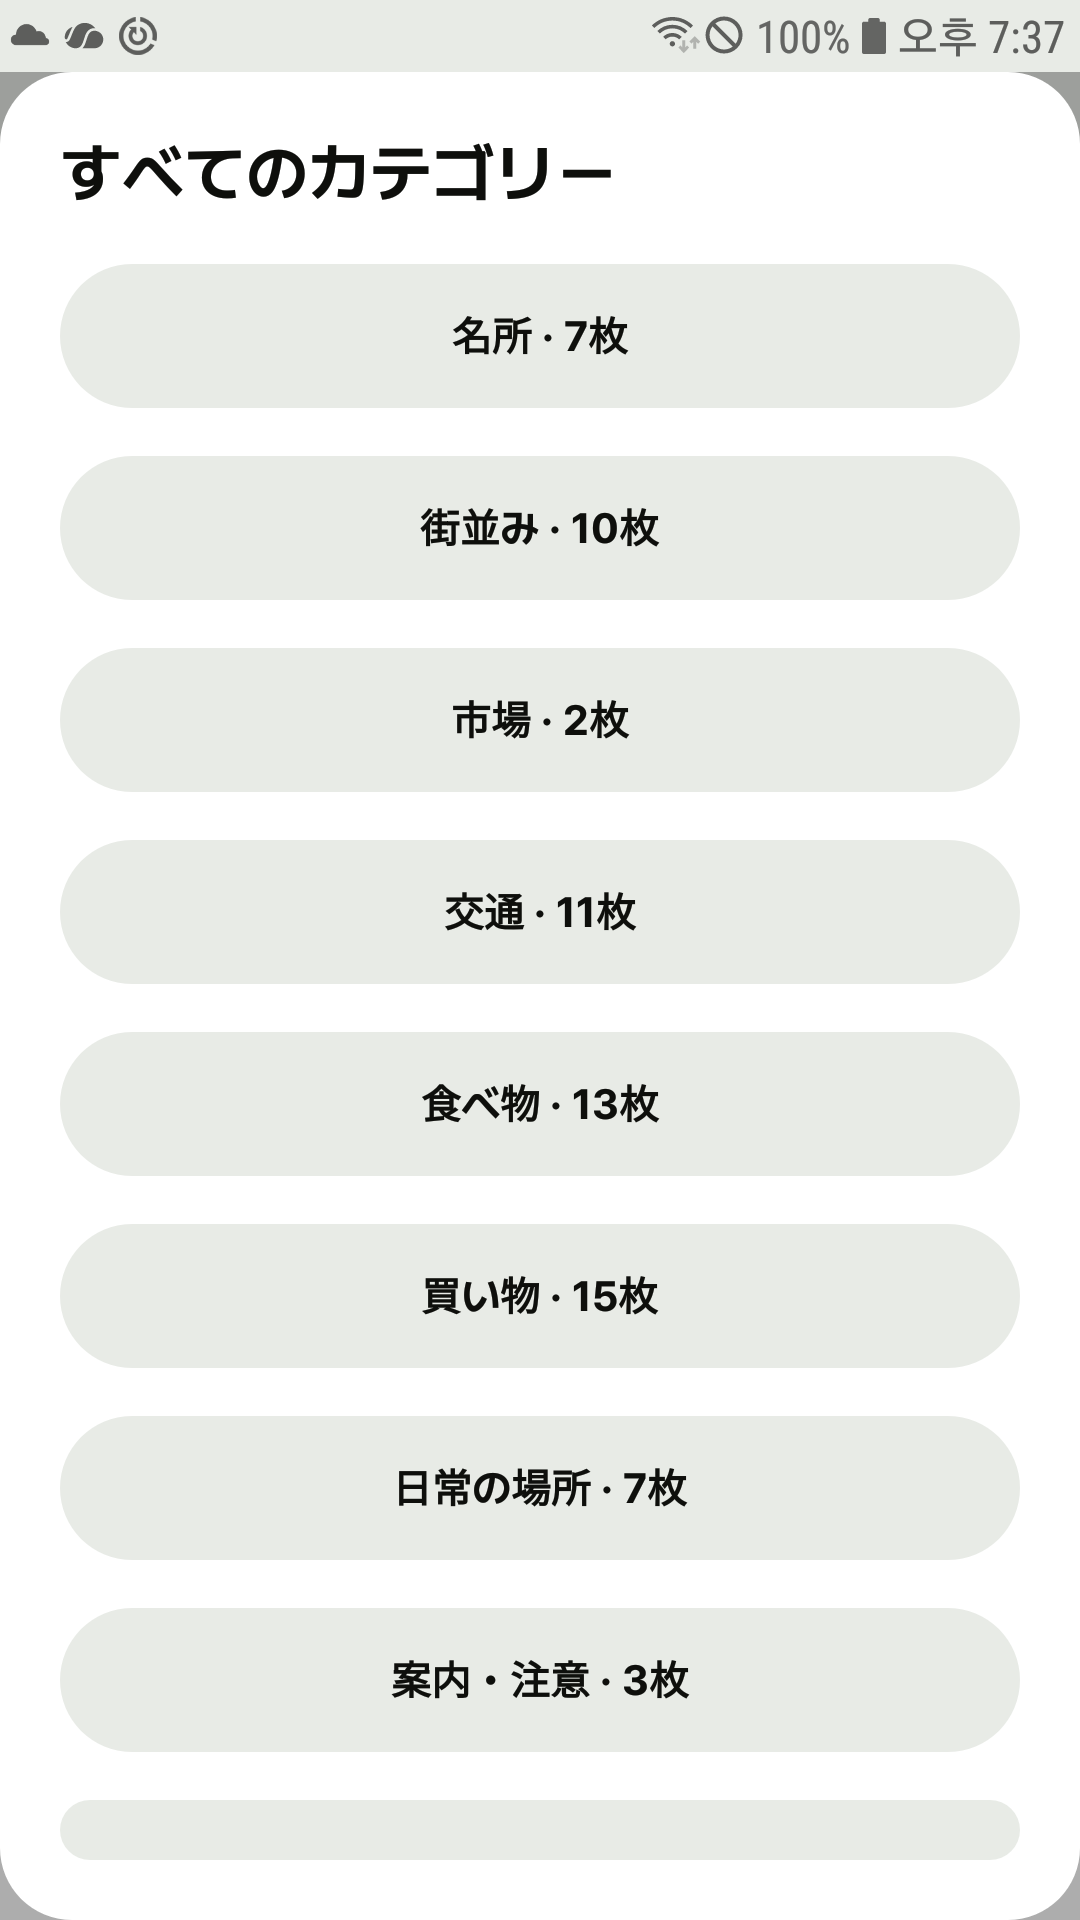 100% 오후 7:37
すべてのカテゴリー
名所 · 7枚
街並み · 10枚
市場 · 2枚
交通 · 11枚
食べ物 · 13枚
買い物 · 15枚
日常の場所 · 7枚
案内・注意 · 3枚